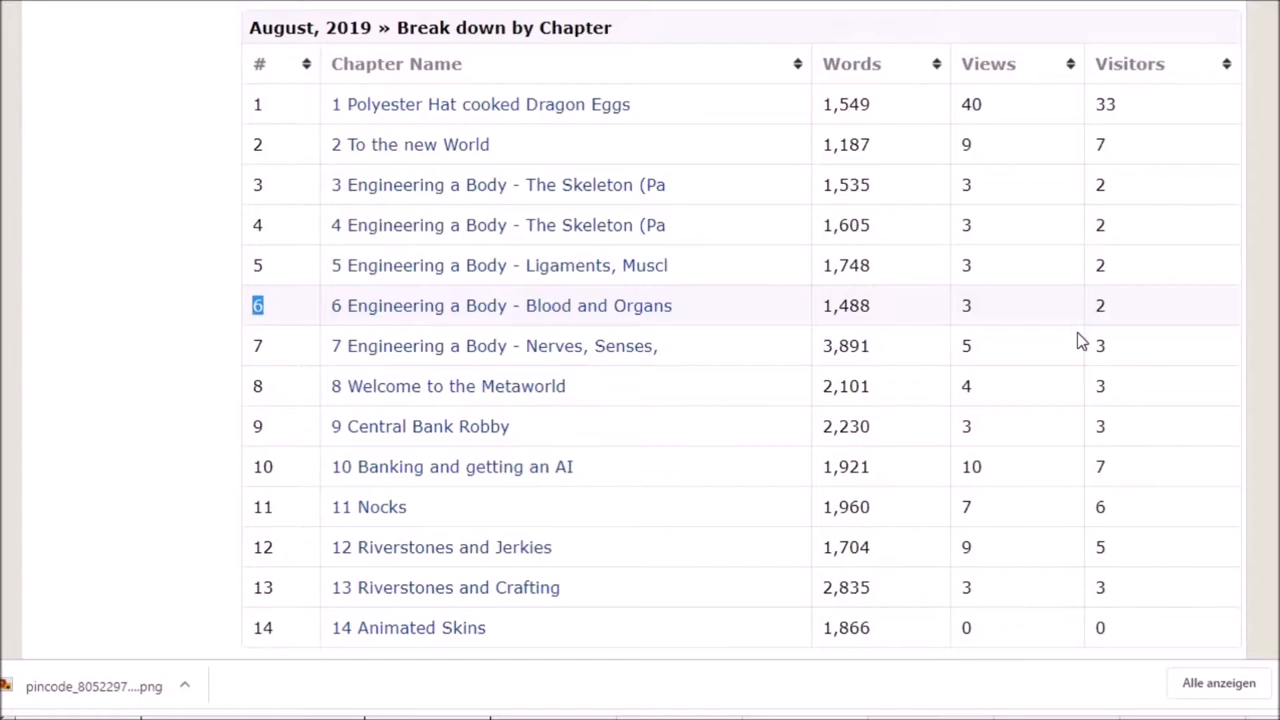 August, 2019 » Break down by Chapter
# Chapter Name Words Views Visitors
1 1 Polyester Hat cooked Dragon Eggs 1,549 40 33
2 2 To the new World 1,187 9 7
3 3 Engineering a Body - The Skeleton (Pa 1,535 3 2
4 4 Engineering a Body - The Skeleton (Pa 1,605 3 2
5 5 Engineering a Body - Ligaments, Muscl 1,748 3 2
6 6 Engineering a Body - Blood and Organs 1,488 3 2
7 7 Engineering a Body - Nerves, Senses, 3,891 5 3
8 8 Welcome to the Metaworld 2,101 4 3
9 9 Central Bank Robby 2,230 3 3
10 10 Banking and getting an AI 1,921 10 7
11 11 Nocks 1,960 7 6
12 12 Riverstones and Jerkies 1,704 9 5
13 13 Riverstones and Crafting 2,835 3 3
14 14 Animated Skins 1,866 0 0
pincode_8052297....png Alle anzeigen